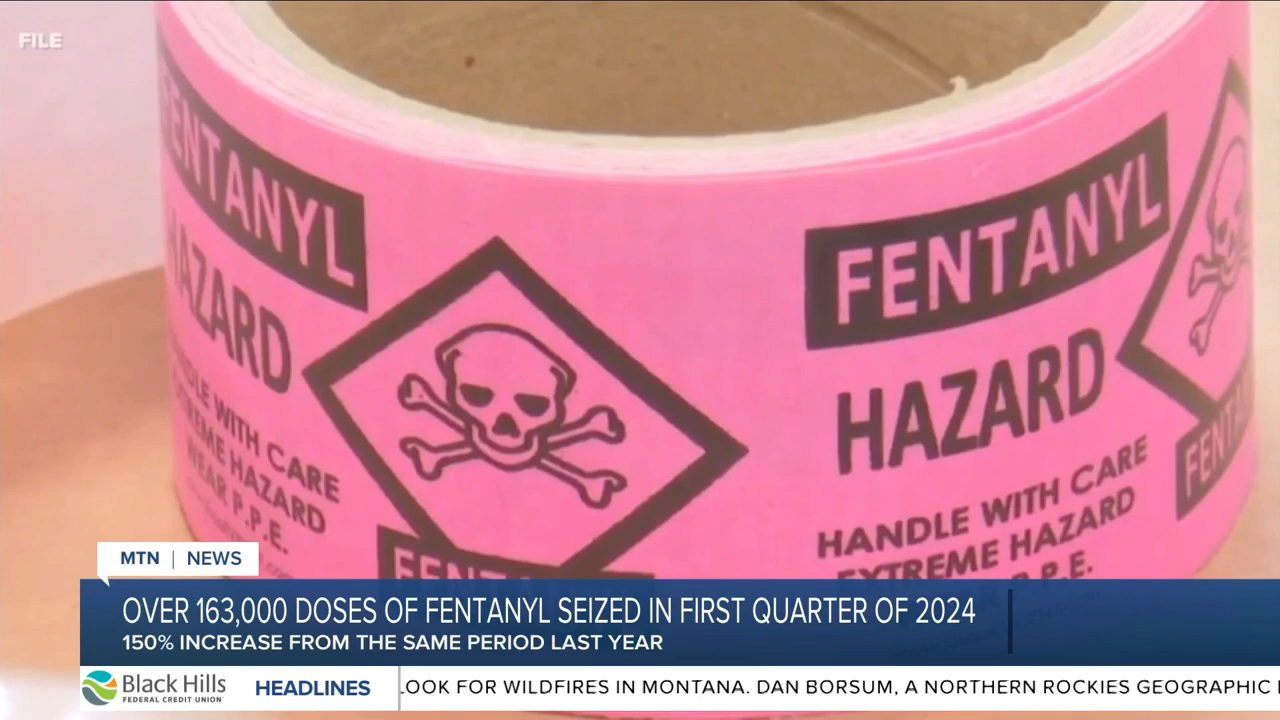 FILE
FENTANYL
HAZARD
HANDLE WITH CARE
EXTREME HAZARD
WEAR P.P.E.
FENTANYL
HAZARD
HANDLE WITH CARE
EXTREME HAZARD
P.P.E.
MTN | NEWS
OVER 163,000 DOSES OF FENTANYL SEIZED IN FIRST QUARTER OF 2024
150% INCREASE FROM THE SAME PERIOD LAST YEAR
Black Hills
FEDERAL CREDIT UNION
HEADLINES
LOOK FOR WILDFIRES IN MONTANA. DAN BORSUM, A NORTHERN ROCKIES GEOGRAPHIC